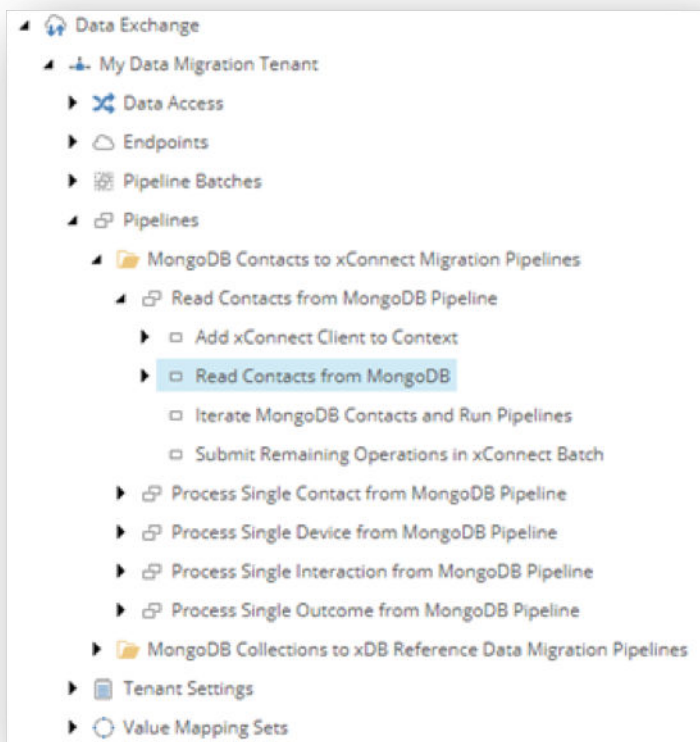 Data Exchange
My Data Migration Tenant
Data Access
Endpoints
Pipeline Batches
Pipelines
MongoDB Contacts to xConnect Migration Pipelines
Read Contacts from MongoDB Pipeline
Add xConnect Client to Context
Read Contacts from MongoDB
Iterate MongoDB Contacts and Run Pipelines
Submit Remaining Operations in xConnect Batch
Process Single Contact from MongoDB Pipeline
Process Single Device from MongoDB Pipeline
Process Single Interaction from MongoDB Pipeline
Process Single Outcome from MongoDB Pipeline
MongoDB Collections to xDB Reference Data Migration Pipelines
Tenant Settings
Value Mapping Sets